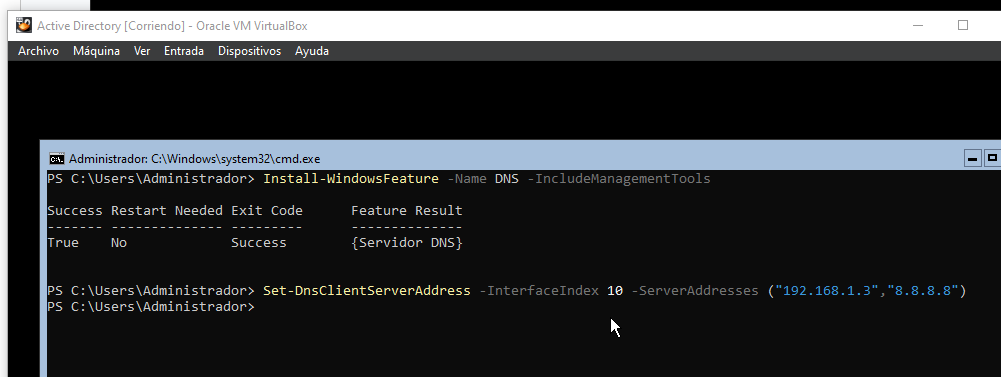 Active Directory [Corriendo] - Oracle VM VirtualBox
Archivo Máquina Ver Entrada Dispositivos Ayuda
Administrador: C:\Windows\system32\cmd.exe
PS C:\Users\Administrador> Install-WindowsFeature -Name DNS -IncludeManagementTools
Success Restart Needed Exit Code      Feature Result
------- -------------- ---------      --------------
True    No             Success        {Servidor DNS}
PS C:\Users\Administrador> Set-DnsClientServerAddress -InterfaceIndex 10 -ServerAddresses ("192.168.1.3","8.8.8.8")
PS C:\Users\Administrador>